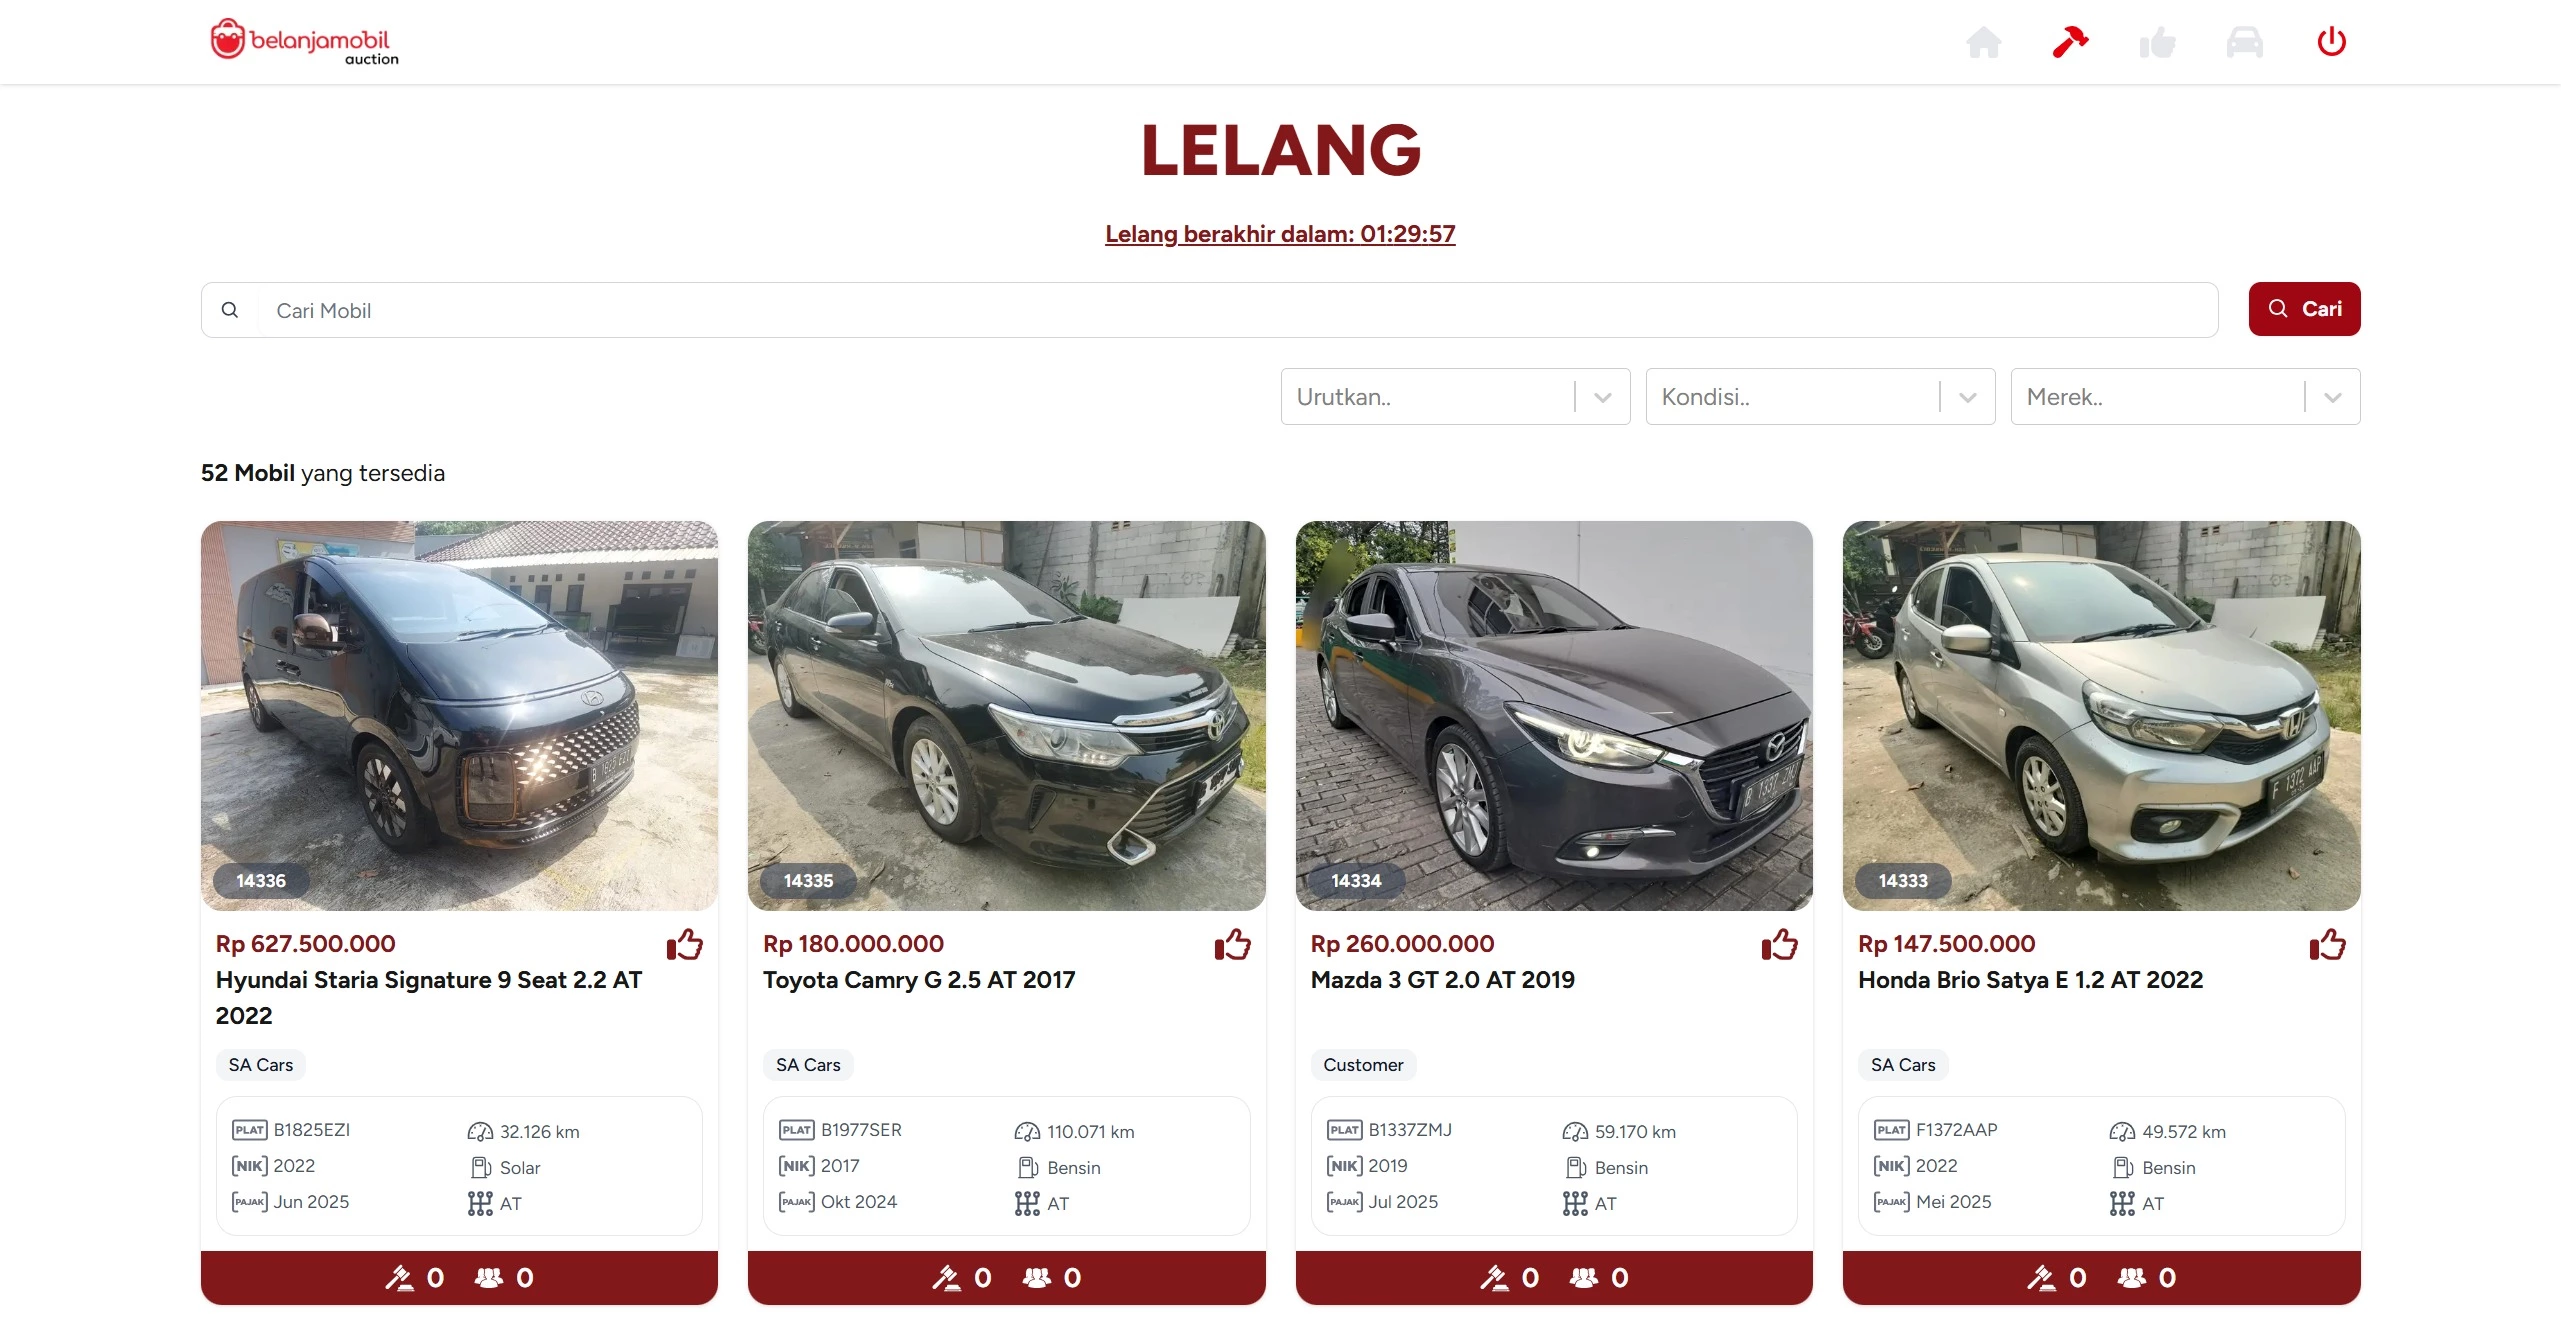 belanjamobil
auction
LELANG
Lelang berakhir dalam: 01:29:57
Cari Mobil
Cari
Urutkan..
Kondisi..
Merek..
52 Mobil yang tersedia
B 1825 EZI
14336
Rp 627.500.000
Hyundai Staria Signature 9 Seat 2.2 AT
2022
SA Cars
PLAT B1825EZI
32.126 km
NIK 2022
Solar
PAJAK Jun 2025
AT
0 0
14335
Rp 180.000.000
Toyota Camry G 2.5 AT 2017
SA Cars
PLAT B1977SER
110.071 km
NIK 2017
Bensin
PAJAK Okt 2024
AT
0 0
B 1337 ZMJ
14334
Rp 260.000.000
Mazda 3 GT 2.0 AT 2019
Customer
PLAT B1337ZMJ
59.170 km
NIK 2019
Bensin
PAJAK Jul 2025
AT
0 0
F 1372 AAP
14333
Rp 147.500.000
Honda Brio Satya E 1.2 AT 2022
SA Cars
PLAT F1372AAP
49.572 km
NIK 2022
Bensin
PAJAK Mei 2025
AT
0 0